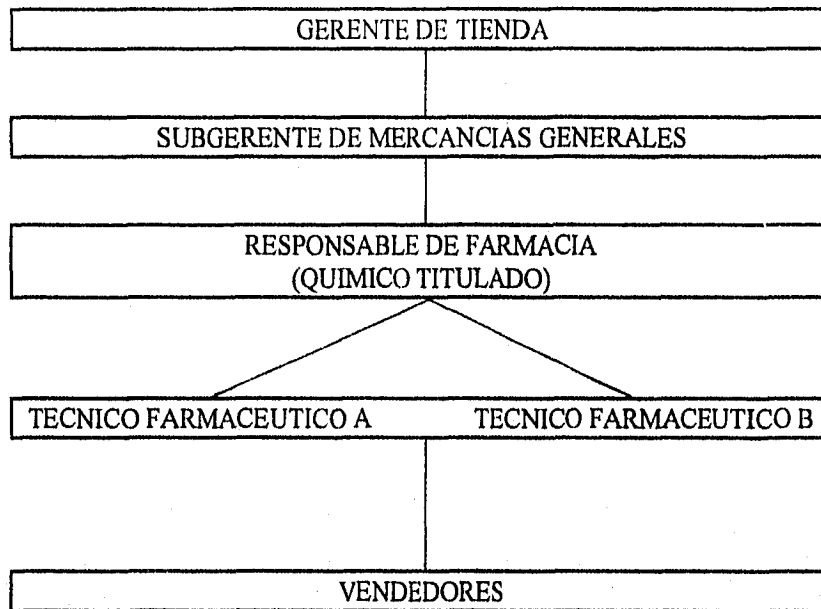 GERENTE DE TIENDA
SUBGERENTE DE MERCANCIAS GENERALES
RESPONSABLE DE FARMACIA
(QUIMICO TITULADO)
TECNICO FARMACEUTICO A TECNICO FARMACEUTICO B
VENDEDORES